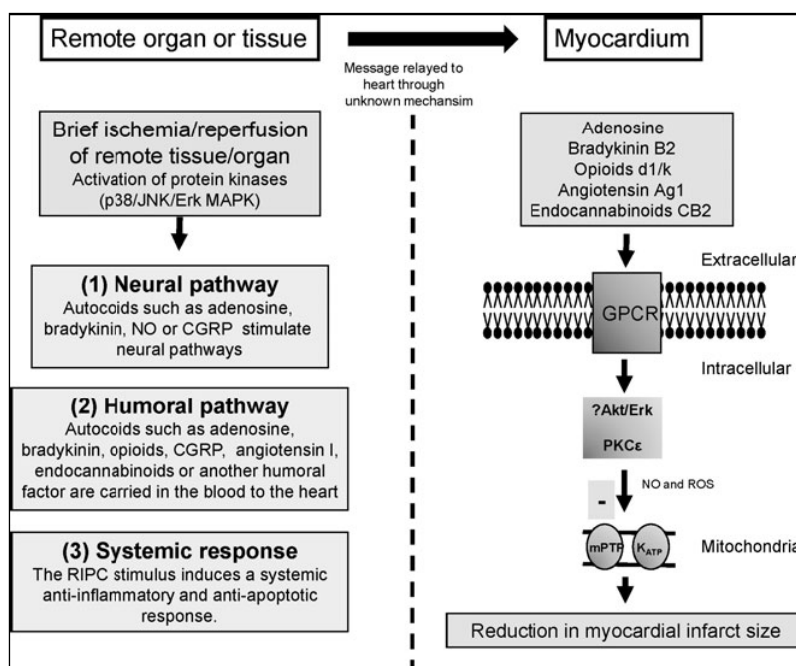 Remote organ or tissue
Myocardium
Message relayed to
heart through
unknown mechansim
Brief ischemia/reperfusion
of remote tissue/organ
Activation of protein kinases
(p38/JNK/Erk MAPK)
(1) Neural pathway
Autocoids such as adenosine,
bradykinin, NO or CGRP stimulate
neural pathways
(2) Humoral pathway
Autocoids such as adenosine,
bradykinin, opioids, CGRP, angiotensin I,
endocannabinoids or another humoral
factor are carried in the blood to the heart
(3) Systemic response
The RIPC stimulus induces a systemic
anti-inflammatory and anti-apoptotic
response.
Adenosine
Bradykinin B2
Opioids d1/k
Angiotensin Ag1
Endocannabinoids CB2
Extracellular
GPCR
Intracellular
?Akt/Erk
PKCε
NO and ROS
-
mPTP
KATP
Mitochondria
Reduction in myocardial infarct size